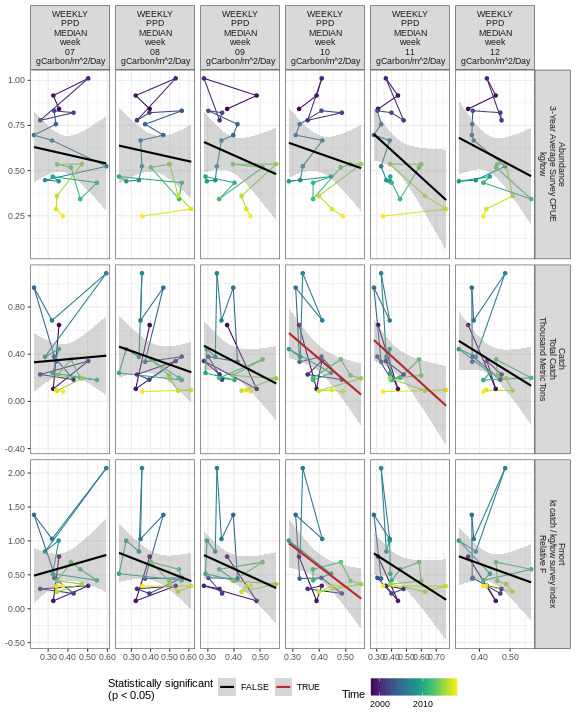 WEEKLY
PPD
MEDIAN
week
07
gCarbon/m^2/Day
WEEKLY
PPD
MEDIAN
week
08
gCarbon/m^2/Day
WEEKLY
PPD
MEDIAN
week
09
gCarbon/m^2/Day
WEEKLY
PPD
MEDIAN
week
10
gCarbon/m^2/Day
WEEKLY
PPD
MEDIAN
week
11
gCarbon/m^2/Day
WEEKLY
PPD
MEDIAN
week
12
gCarbon/m^2/Day
1.00
0.75
0.50
0.25
Abundance
3-Year Average Survey CPUE
kg/tow
0.80
0.40
0.00
-0.40
Catch
Total Catch
Thousand Metric Tons
2.00
1.50
1.00
0.50
0.00
-0.50
Fmort
kt catch / kg/tow survey index
Relative F
0.30 0.40 0.50 0.60
0.30 0.40 0.50 0.60
0.30 0.40 0.50
0.30 0.40 0.50
0.30 0.40 0.50 0.60 0.70
0.40 0.50
Statistically significant
(p < 0.05)
FALSE
TRUE
Time
2000 2010